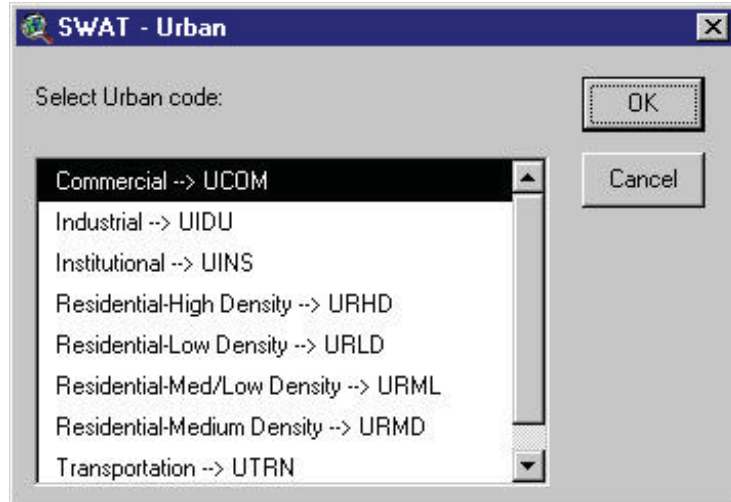 SWAT - Urban
Select Urban code:
OK
Cancel
Commercial --> UCOM
Industrial --> UIDU
Institutional --> UINS
Residential-High Density --> URHD
Residential-Low Density --> URLD
Residential-Med/Low Density --> URML
Residential-Medium Density --> URMD
Transportation --> UTRN